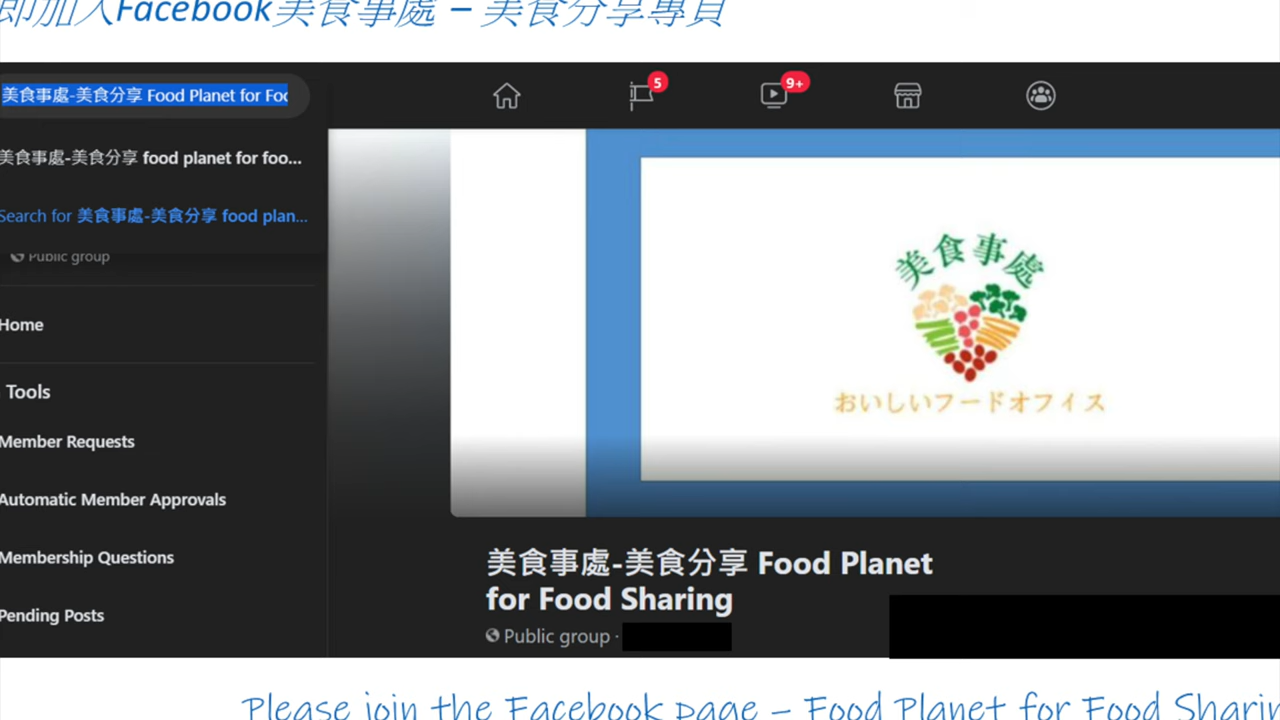 即加入Facebook美食事處 – 美食分享專頁
美食事處-美食分享 Food Planet for Foo
5
9+
美食事處-美食分享 food planet for foo...
Search for 美食事處-美食分享 food plan...
Public group
Home
Tools
Member Requests
Automatic Member Approvals
Membership Questions
Pending Posts
美食事處
おいしいフードオフィス
美食事處-美食分享 Food Planet
for Food Sharing
Public group ·
Please join the Facebook page – Food Planet for Food Sharin